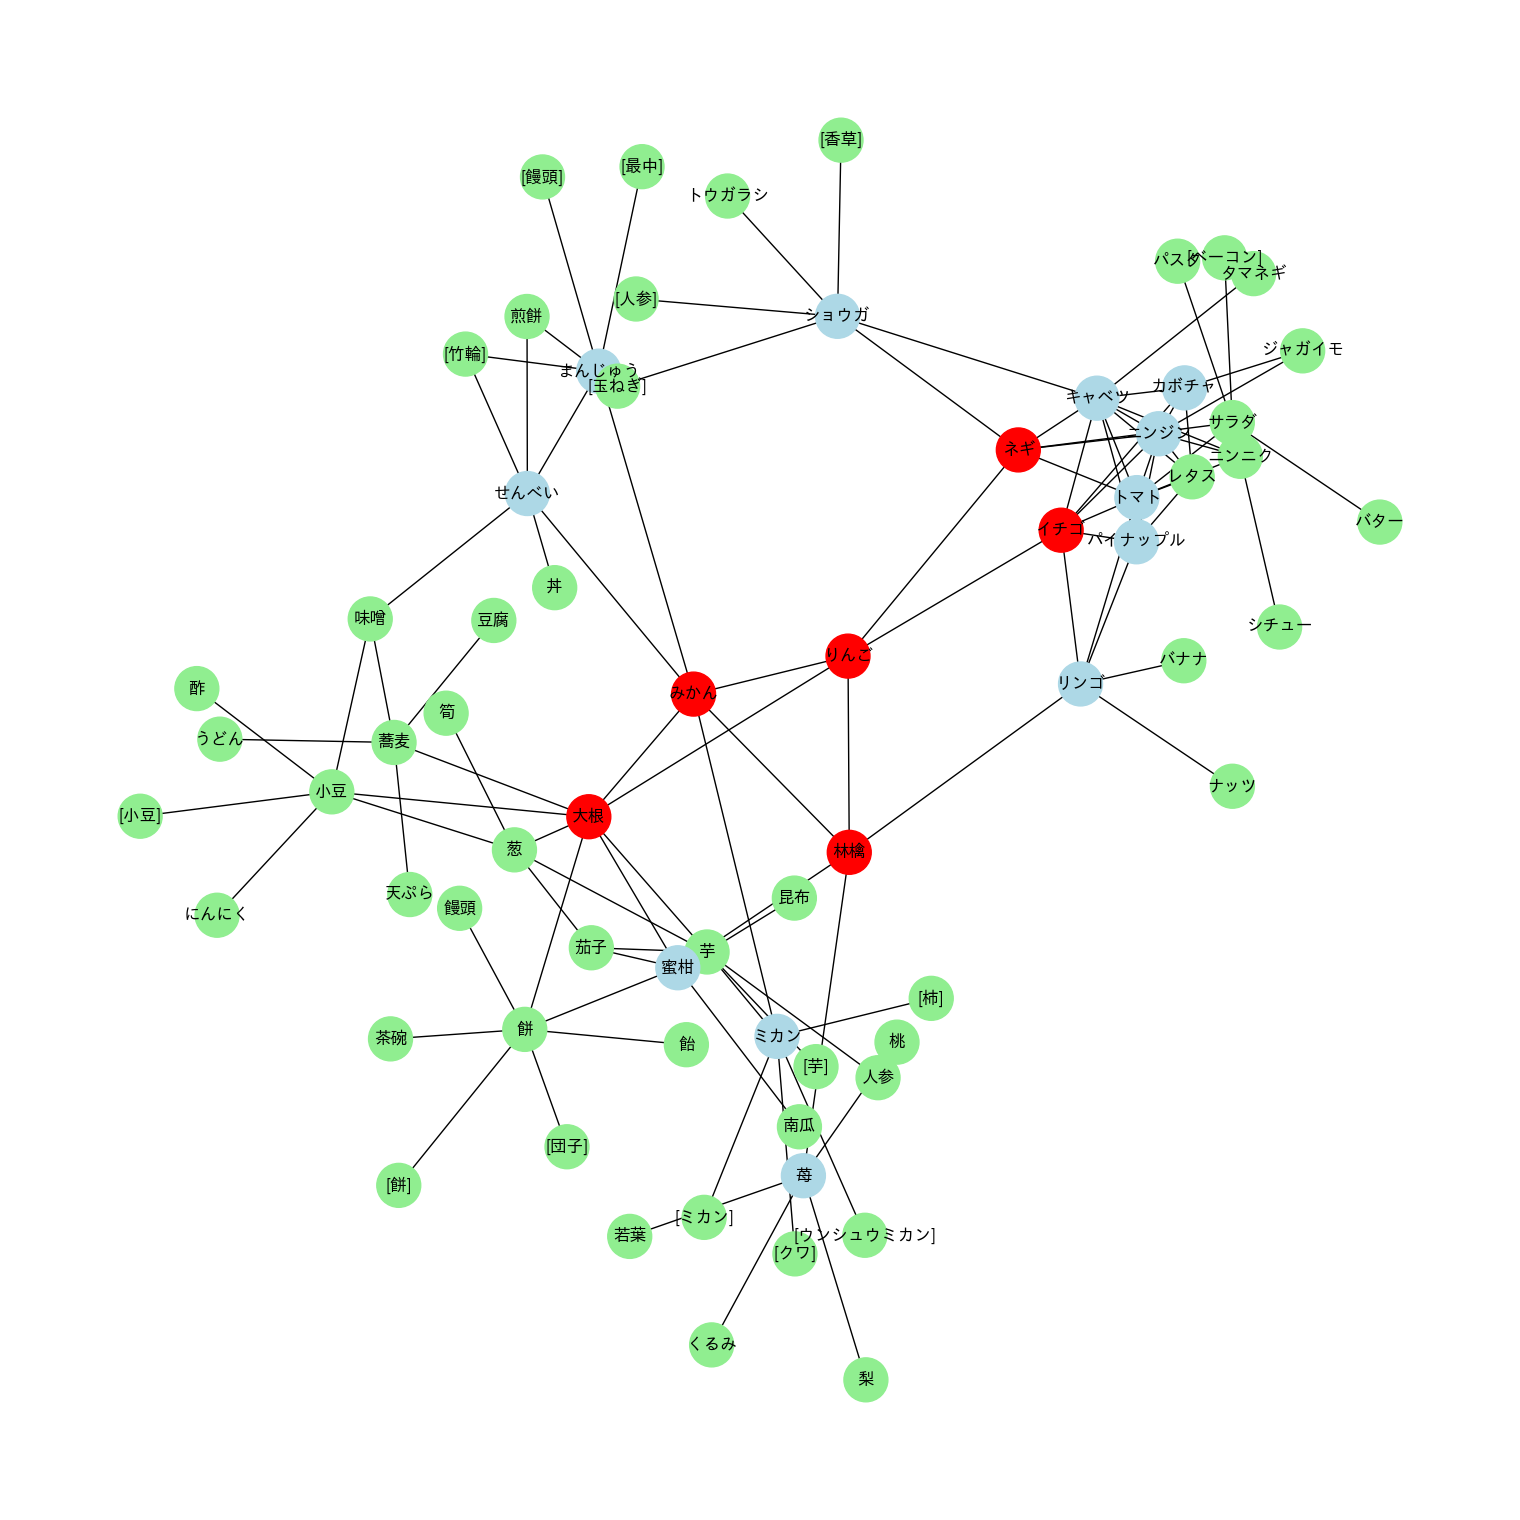 [香草]
[最中]
[饅頭]
トウガラシ
[ベーコン]
パスタ
タマネギ
[人参]
煎餅
ショウガ
ジャガイモ
[竹輪]
まんじゅう
[玉ねぎ]
カボチャ
キャベツ
サラダ
ニンジン
ネギ
ニンニク
レタス
せんべい
トマト
バター
イチゴ
パイナップル
丼
味噌
豆腐
シチュー
りんご
バナナ
リンゴ
酢
みかん
筍
うどん
蕎麦
ナッツ
小豆
[小豆]
大根
葱
林檎
天ぷら
昆布
饅頭
にんにく
茄子
芋
蜜柑
[柿]
餅
ミカン
茶碗
飴
桃
[芋]
人参
南瓜
[団子]
苺
[餅]
[ミカン]
若葉
[ウンシュウミカン]
[クワ]
くるみ
梨